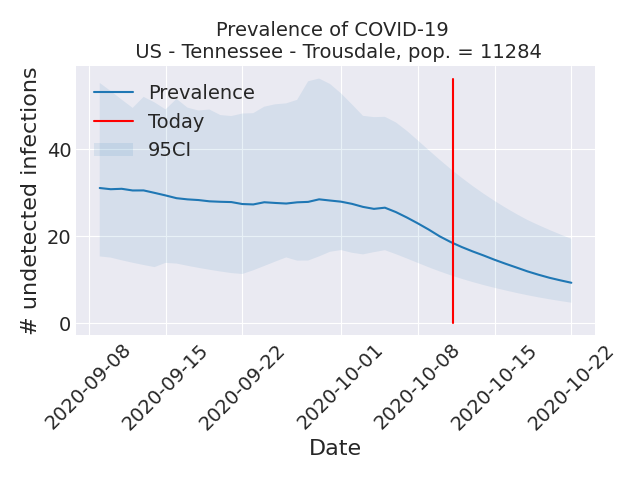 Prevalence of COVID-19
US - Tennessee - Trousdale, pop. = 11284
# undetected infections
40
20
0
Prevalence
Today
95CI
2020-09-08
2020-09-15
2020-09-22
2020-10-01
2020-10-08
2020-10-15
2020-10-22
Date